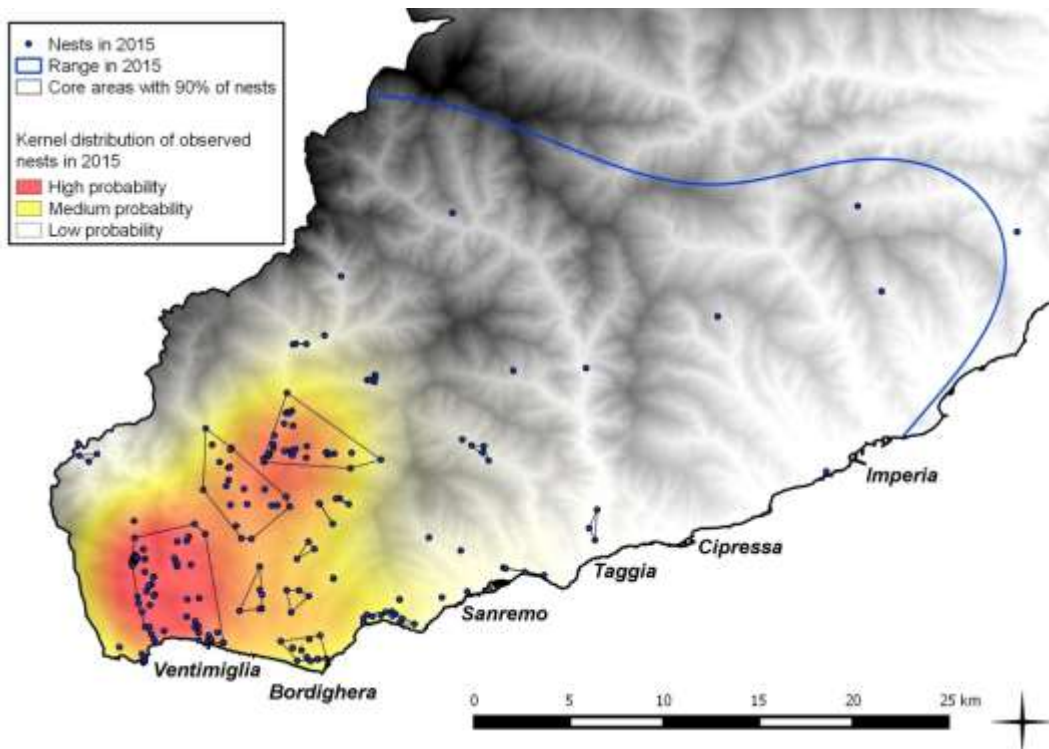 Nests in 2015
Range in 2015
Core areas with 90% of nests
Kernel distribution of observed
nests in 2015
High probability
Medium probability
Low probability
Imperia
Cipressa
Taggia
Sanremo
Ventimiglia
Bordighera
0 5 10 15 20 25 km